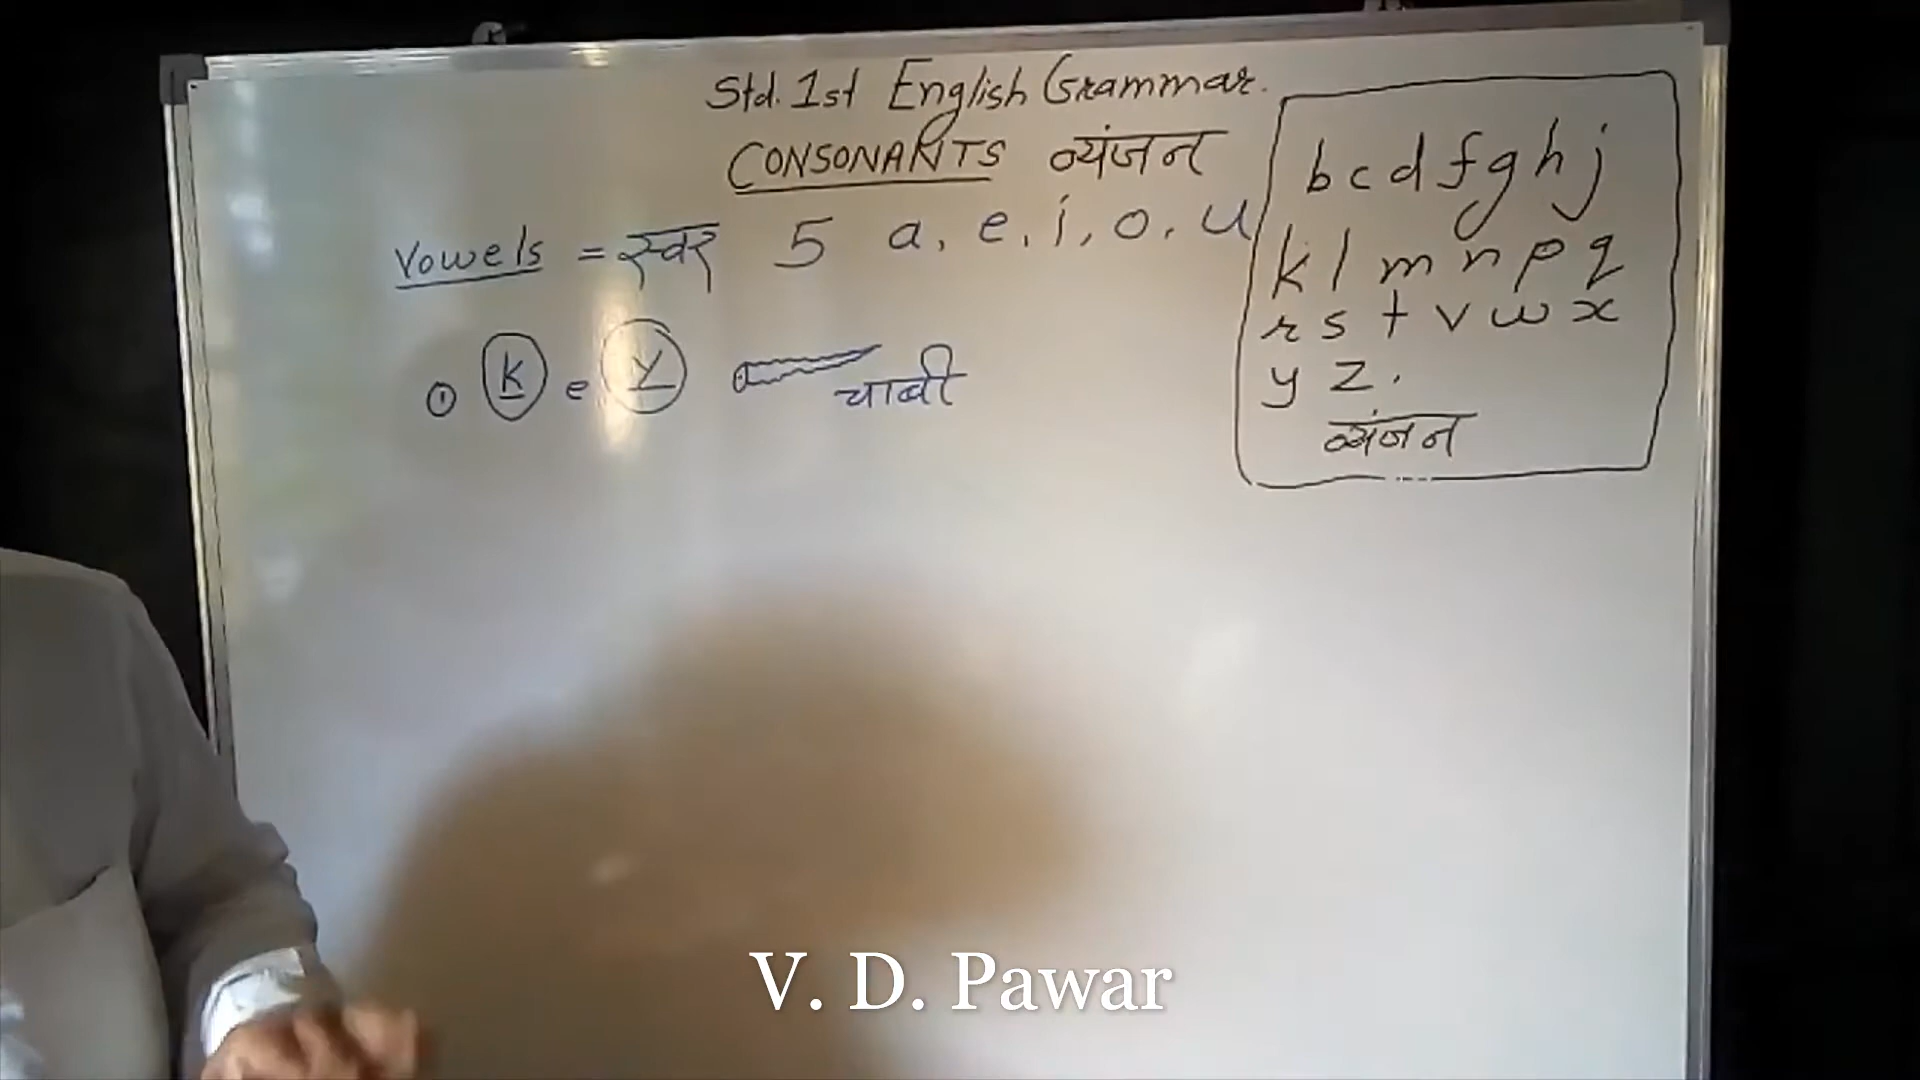 Std. 1st English Grammar.
CONSONANTS व्यंजन
Vowels = स्वर 5 a, e, i, o, u
① k e y चाबी
b c d f g h j
k l m n p q
r s t v w x
y z.
व्यंजन
V. D. Pawar